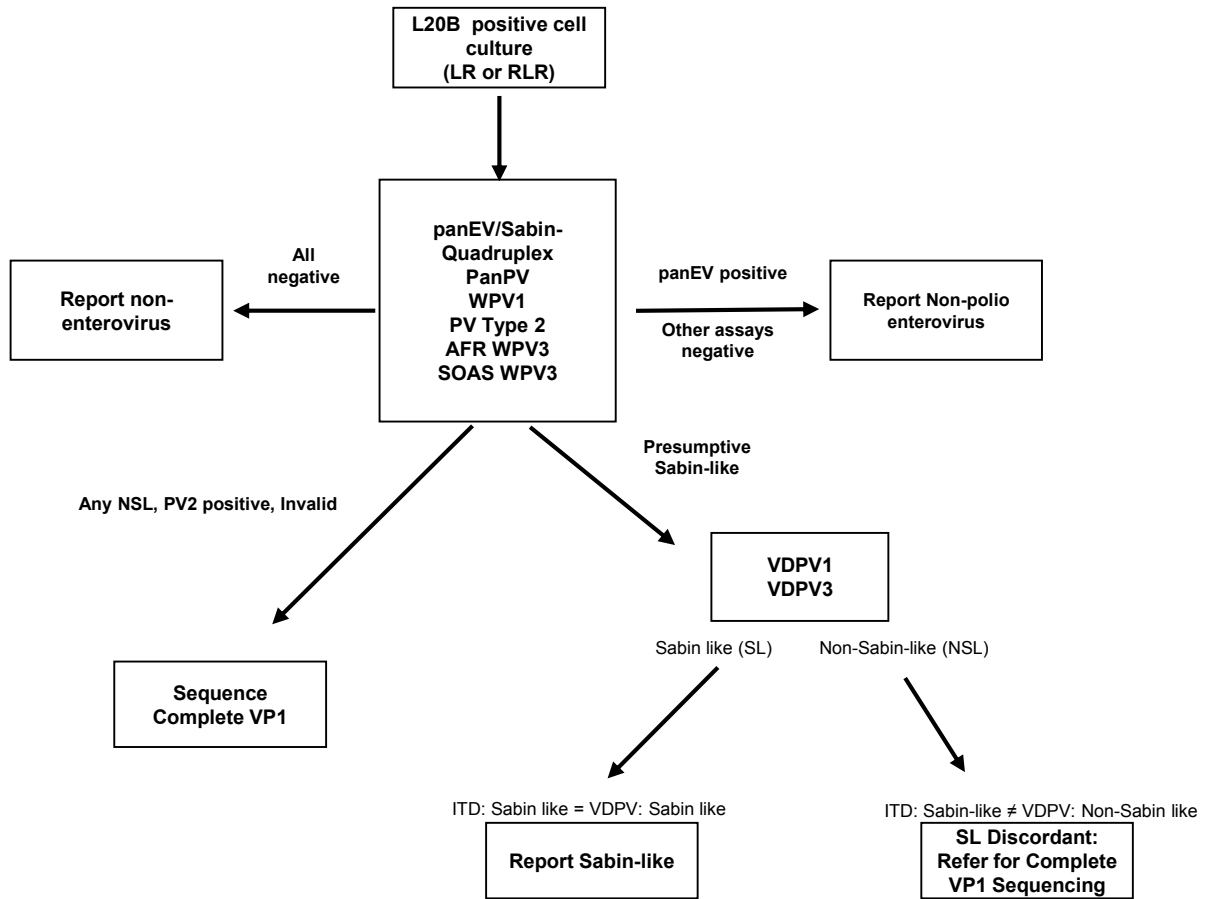 L20B positive cell
culture
(LR or RLR)
panEV/Sabin-
Quadruplex
PanPV
WPV1
PV Type 2
AFR WPV3
SOAS WPV3
All
negative
Report non-
enterovirus
panEV positive
Other assays
negative
Report Non-polio
enterovirus
Presumptive
Sabin-like
Any NSL, PV2 positive, Invalid
VDPV1
VDPV3
Sabin like (SL)
Non-Sabin-like (NSL)
Sequence
Complete VP1
ITD: Sabin like = VDPV: Sabin like
Report Sabin-like
ITD: Sabin-like ≠ VDPV: Non-Sabin like
SL Discordant:
Refer for Complete
VP1 Sequencing